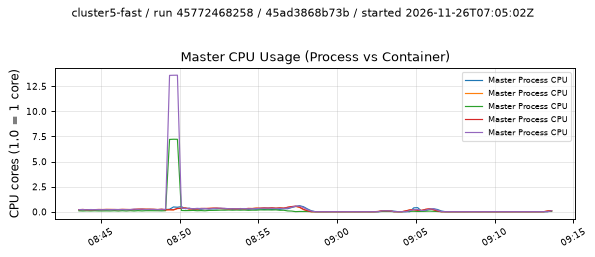 cluster5-fast / run 45772468258 / 45ad3868b73b / started 2026-11-26T07:05:02Z
Master CPU Usage (Process vs Container)
CPU cores (1.0 = 1 core)
12.5
10.0
7.5
5.0
2.5
0.0
Master Process CPU
Master Process CPU
Master Process CPU
Master Process CPU
Master Process CPU
08:45
08:50
08:55
09:00
09:05
09:10
09:15